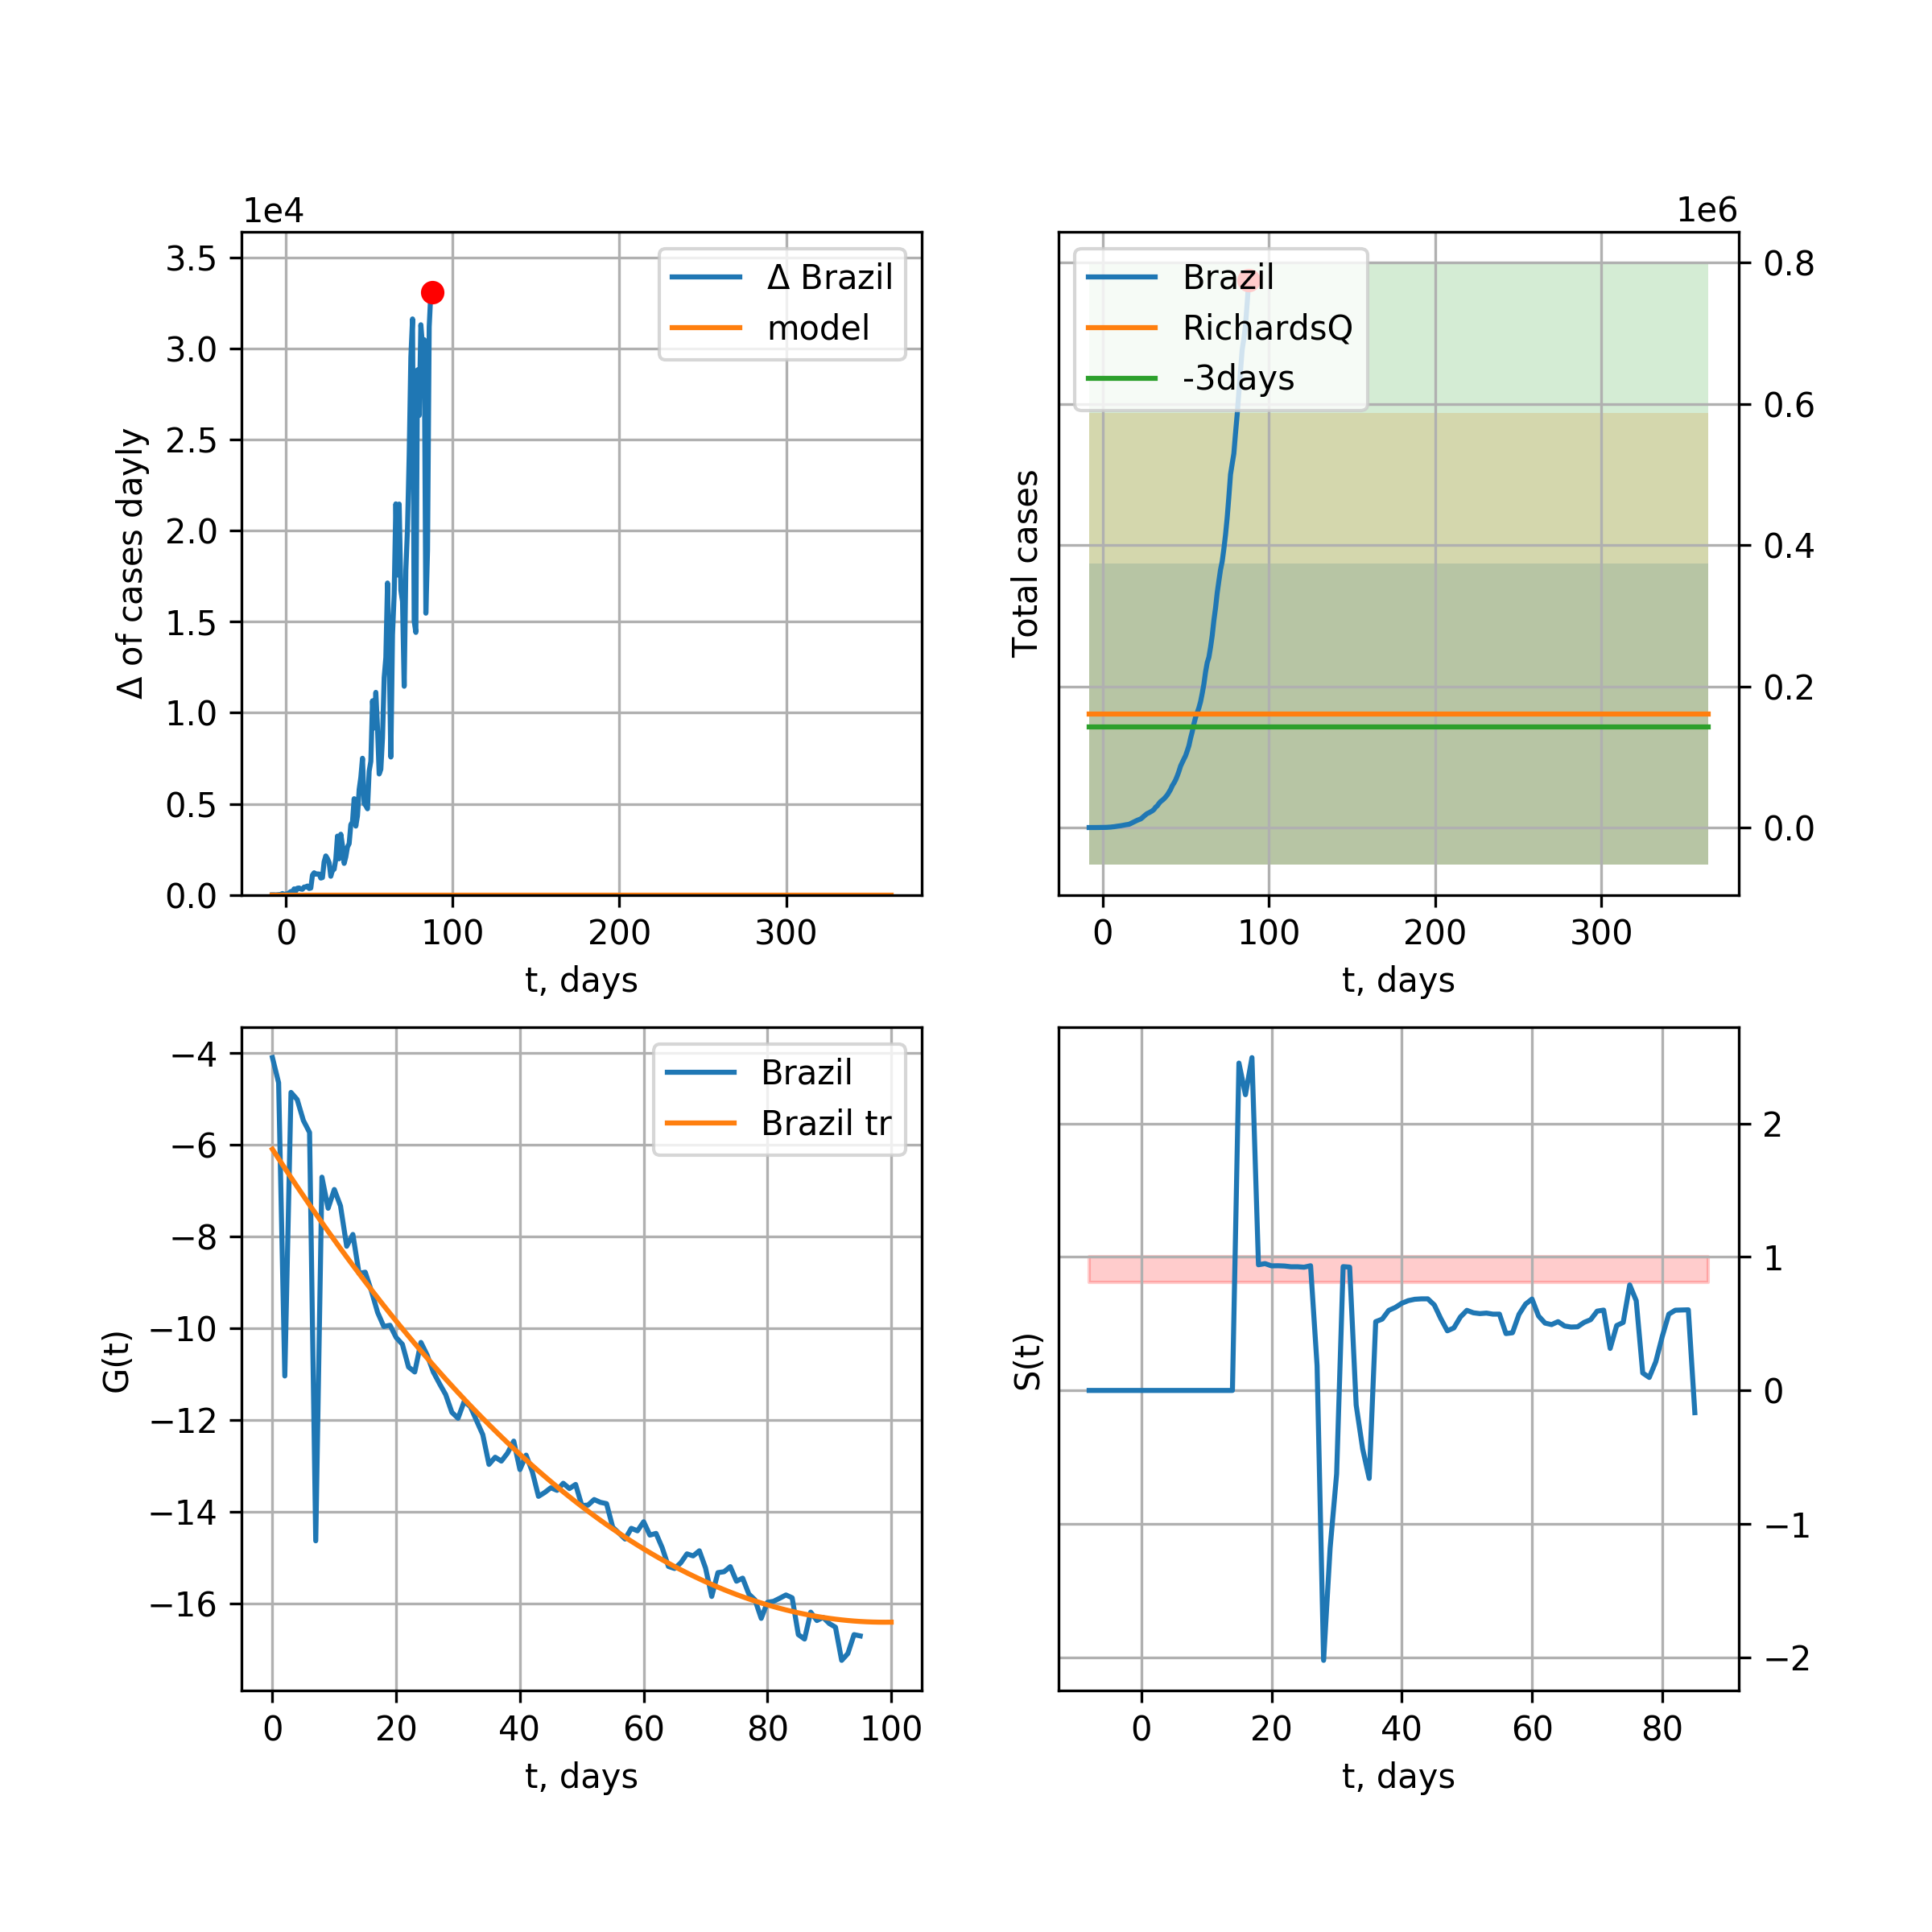 1e4
3.5
3.0
2.5
2.0
1.5
1.0
0.5
0.0
Δ of cases dayly
Δ Brazil
model
0 100 200 300
t, days
1e6
0.8
0.6
0.4
0.2
0.0
Total cases
Brazil
RichardsQ
-3days
0 100 200 300
t, days
−4
−6
−8
−10
−12
−14
−16
G(t)
Brazil
Brazil tr
0 20 40 60 80 100
t, days
2
1
0
−1
−2
S(t)
0 20 40 60 80
t, days